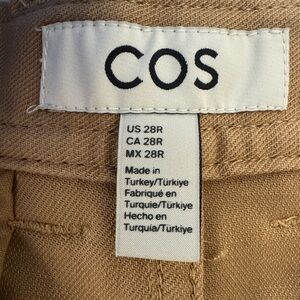 COS
US 28R
CA 28R
MX 28R
Made in
Turkey/Türkiye
Fabriqué en
Turquie/Türkiye
Hecho en
Turquía/Türkiye